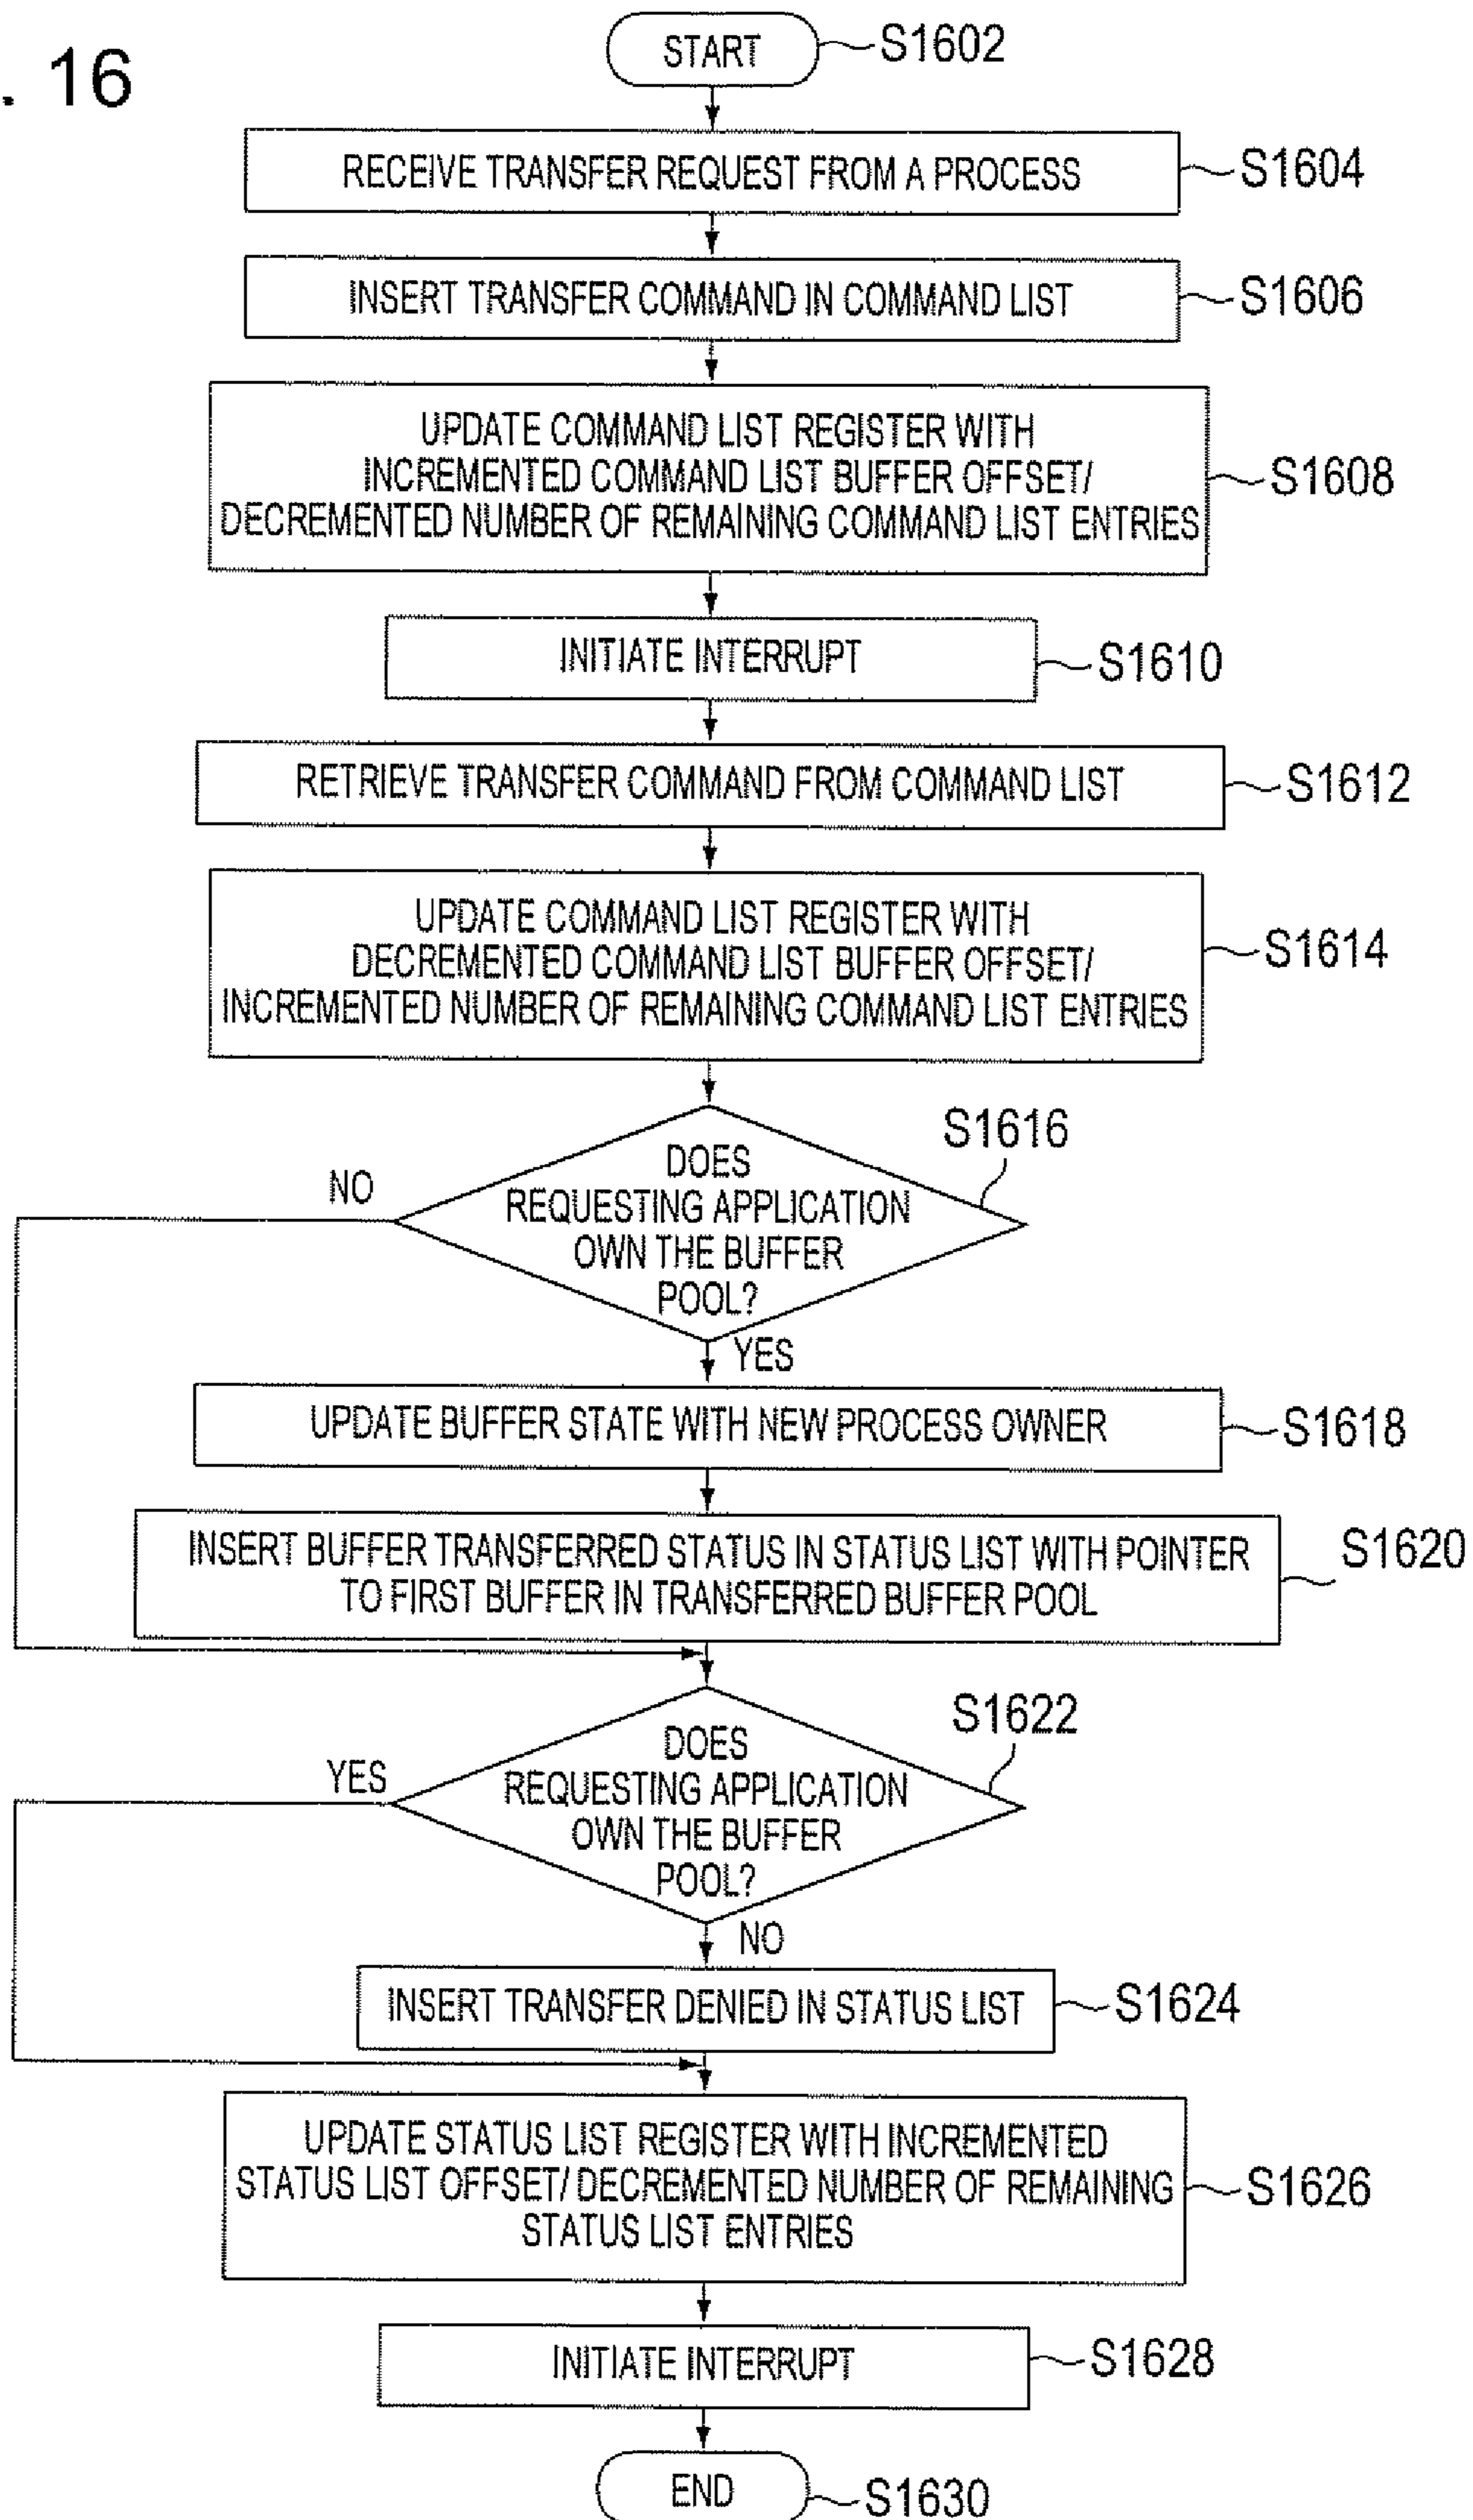 . 16
START
S1602
RECEIVE TRANSFER REQUEST FROM A PROCESS
S1604
INSERT TRANSFER COMMAND IN COMMAND LIST
S1606
UPDATE COMMAND LIST REGISTER WITH
INCREMENTED COMMAND LIST BUFFER OFFSET/
DECREMENTED NUMBER OF REMAINING COMMAND LIST ENTRIES
S1608
INITIATE INTERRUPT
S1610
RETRIEVE TRANSFER COMMAND FROM COMMAND LIST
S1612
UPDATE COMMAND LIST REGISTER WITH
DECREMENTED COMMAND LIST BUFFER OFFSET/
INCREMENTED NUMBER OF REMAINING COMMAND LIST ENTRIES
S1614
S1616
NO
DOES
REQUESTING APPLICATION
OWN THE BUFFER
POOL?
YES
UPDATE BUFFER STATE WITH NEW PROCESS OWNER
S1618
INSERT BUFFER TRANSFERRED STATUS IN STATUS LIST WITH POINTER
TO FIRST BUFFER IN TRANSFERRED BUFFER POOL
S1620
S1622
YES
DOES
REQUESTING APPLICATION
OWN THE BUFFER
POOL?
NO
INSERT TRANSFER DENIED IN STATUS LIST
S1624
UPDATE STATUS LIST REGISTER WITH INCREMENTED
STATUS LIST OFFSET/DECREMENTED NUMBER OF REMAINING
STATUS LIST ENTRIES
S1626
INITIATE INTERRUPT
S1628
END
S1630